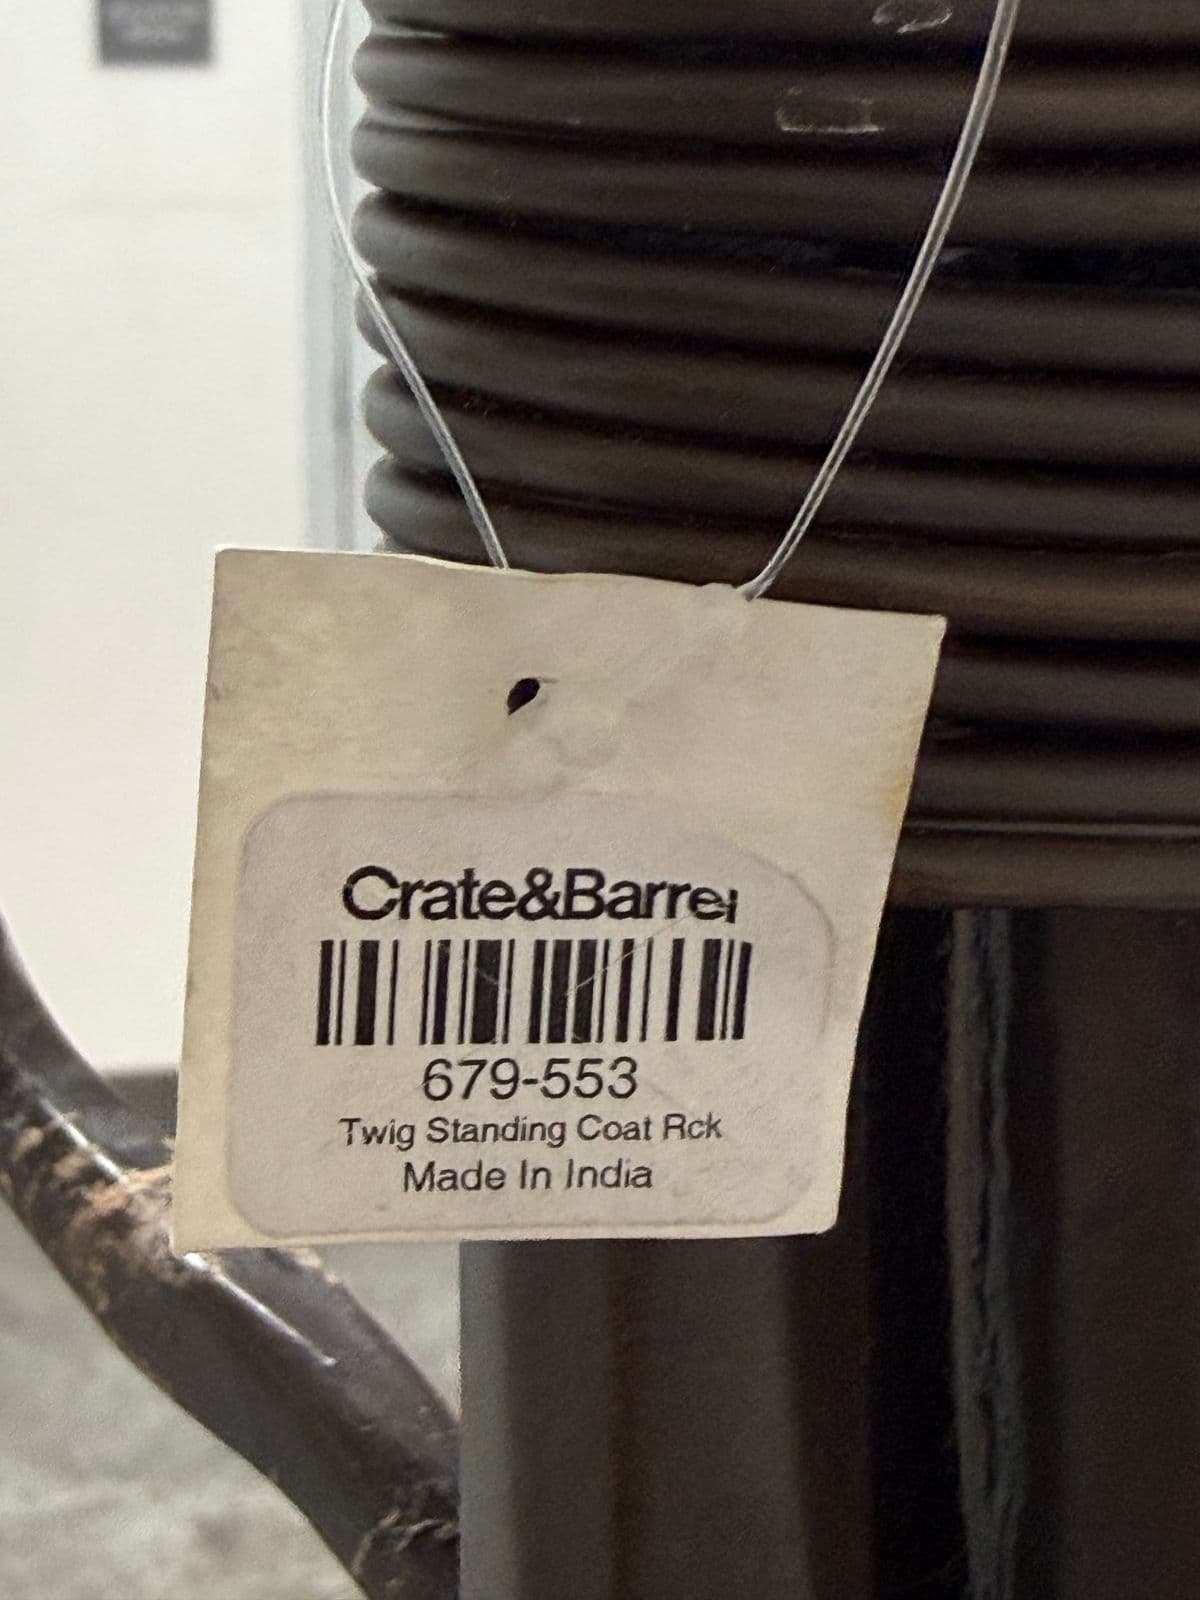 Crate&Barrel
679-553
Twig Standing Coat Rck
Made In India